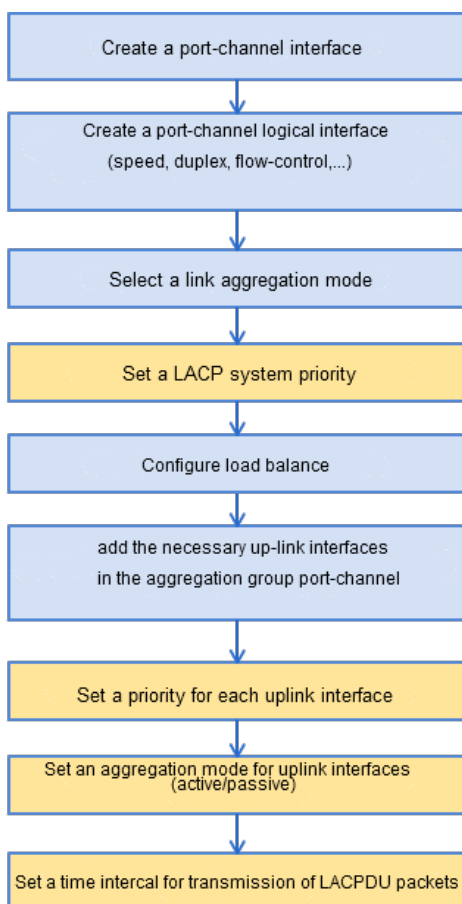 Create a port-channel interface
Create a port-channel logical interface
(speed, duplex, flow-control,...)
Select a link aggregation mode
Set a LACP system priority
Configure load balance
add the necessary up-link interfaces
in the aggregation group port-channel
Set a priority for each uplink interface
Set an aggregation mode for uplink interfaces
(active/passive)
Set a time intercal for transmission of LACPDU packets